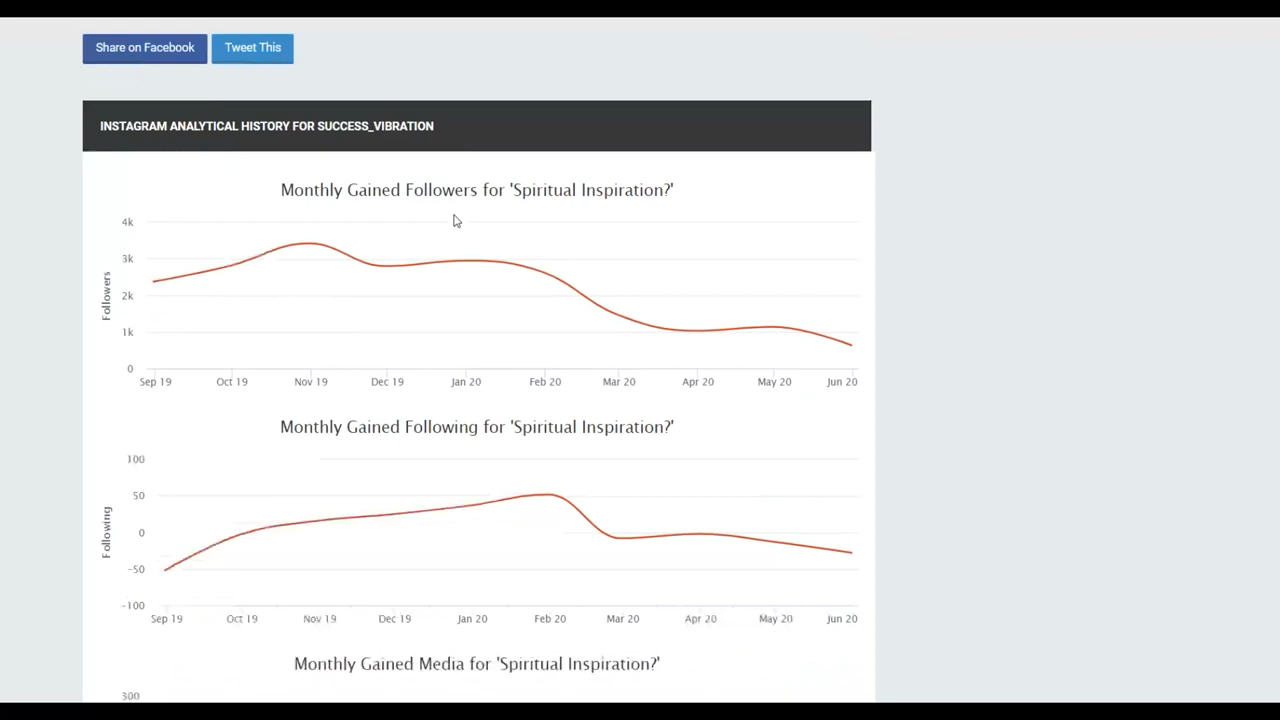 Share on Facebook Tweet This
INSTAGRAM ANALYTICAL HISTORY FOR SUCCESS_VIBRATION
Monthly Gained Followers for 'Spiritual Inspiration?'
4k
3k
2k
1k
0
Followers
Sep 19 Oct 19 Nov 19 Dec 19 Jan 20 Feb 20 Mar 20 Apr 20 May 20 Jun 20
Monthly Gained Following for 'Spiritual Inspiration?'
100
50
0
-50
-100
Following
Sep 19 Oct 19 Nov 19 Dec 19 Jan 20 Feb 20 Mar 20 Apr 20 May 20 Jun 20
Monthly Gained Media for 'Spiritual Inspiration?'
300